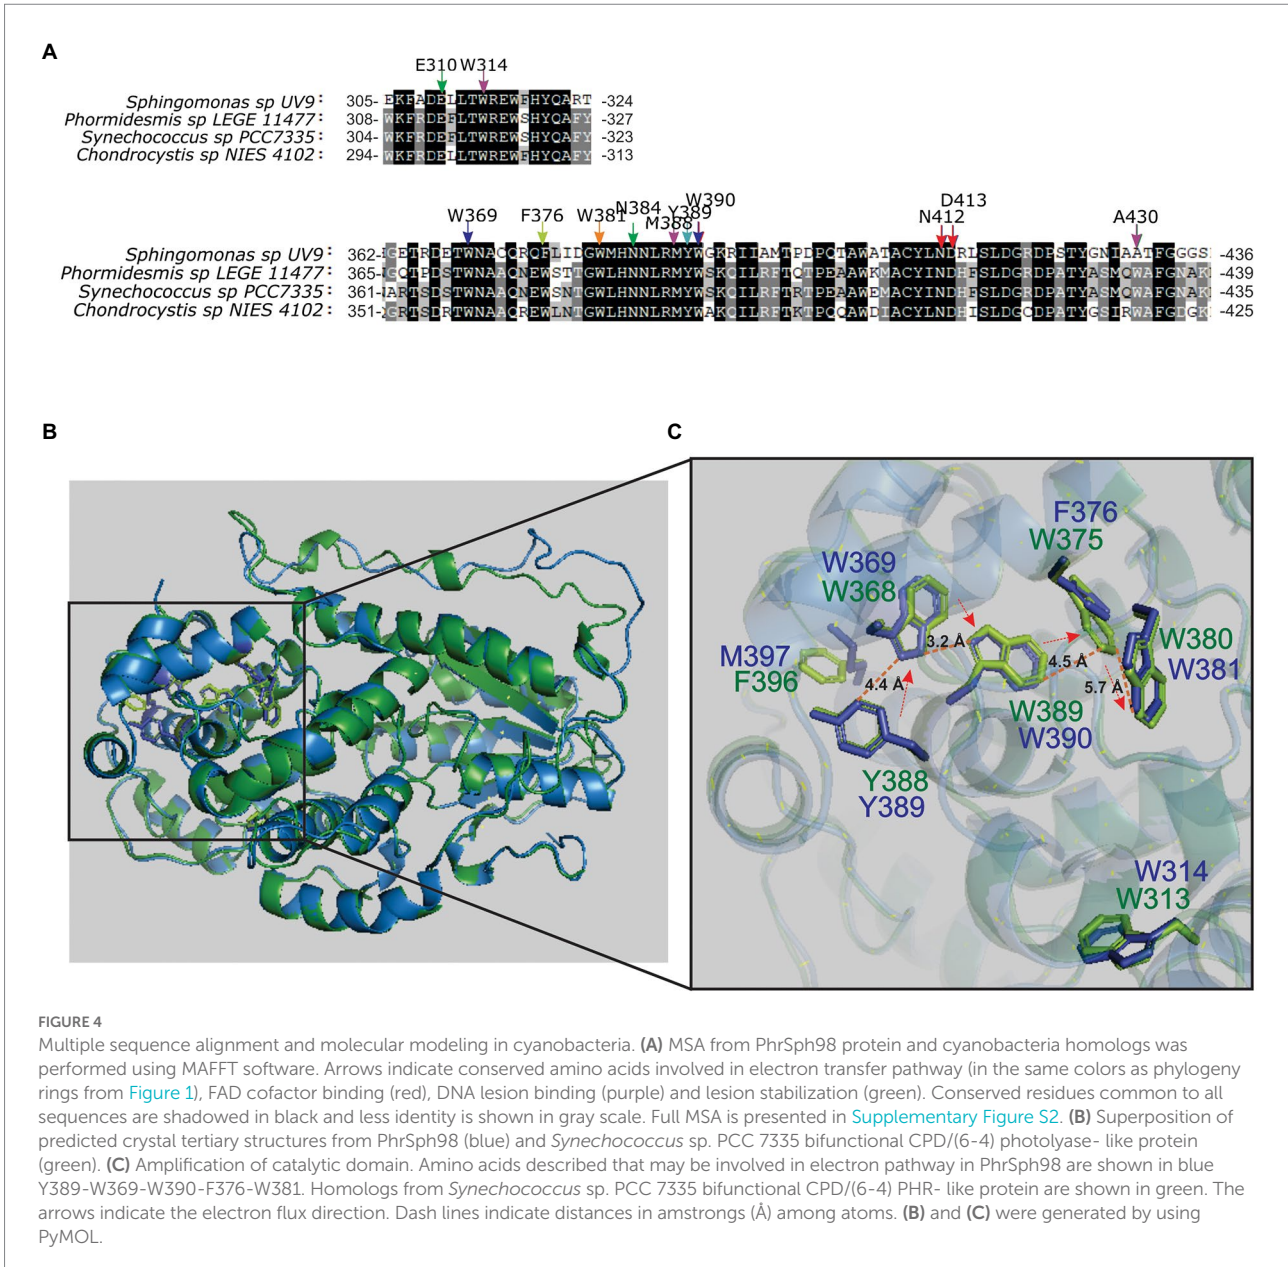 A
E310 W314
Sphingomonas sp UV9: 305- EKFADELLTWREWFHYQART -324
Phormidesmis sp LEGE 11477: 308- WKFRDEFLTWREWSHYQAFY -327
Synechococcus sp PCC7335: 304- WKFRDEFLTWREWSHYQAFY -323
Chondrocystis sp NIES 4102: 294- WKFRDELLTWREWFHYQAFY -313
W369 F376 W381 N384 M388 Y389 W390 N412 D413 A430
Sphingomonas sp UV9: 362- GETRDETWNACQRQFLIDGWMHNNLRMYWGKRIIAMTPDPQTAWATACYLNDRLSLDGRDPSTYGNIAATFGGGS -436
Phormidesmis sp LEGE 11477: 365- GQTPDSTWNAAQNEWSTTGWLHNNLRMYWSKQILRFTQTPEAAWKMACYINDHFSLDGRDPATYASMQWAFGNAK -439
Synechococcus sp PCC7335: 361- ARTSDSTWNAAQNEWSNTGWLHNNLRMYWSKQILRFTRTPEAAWEMACYINDHFSLDGRDPATYASMQWAFGNAK -435
Chondrocystis sp NIES 4102: 351- GRTSDRTWNAAQREWLNTGWLHNNLRMYWAKQILRFTKTPQQAWDIACYLNDHISLDGCDPATYGSIRWAFGDGK -425
B
C
F376
W375
W369
W368
3.2 Å
W380
W381
M397
F396
4.4 Å
4.5 Å
5.7 Å
W389
W390
Y388
Y389
W314
W313
FIGURE 4
Multiple sequence alignment and molecular modeling in cyanobacteria. (A) MSA from PhrSph98 protein and cyanobacteria homologs was
performed using MAFFT software. Arrows indicate conserved amino acids involved in electron transfer pathway (in the same colors as phylogeny
rings from Figure 1), FAD cofactor binding (red), DNA lesion binding (purple) and lesion stabilization (green). Conserved residues common to all
sequences are shadowed in black and less identity is shown in gray scale. Full MSA is presented in Supplementary Figure S2. (B) Superposition of
predicted crystal tertiary structures from PhrSph98 (blue) and Synechococcus sp. PCC 7335 bifunctional CPD/(6-4) photolyase- like protein
(green). (C) Amplification of catalytic domain. Amino acids described that may be involved in electron pathway in PhrSph98 are shown in blue
Y389-W369-W390-F376-W381. Homologs from Synechococcus sp. PCC 7335 bifunctional CPD/(6-4) PHR- like protein are shown in green. The
arrows indicate the electron flux direction. Dash lines indicate distances in amstrongs (Å) among atoms. (B) and (C) were generated by using
PyMOL.